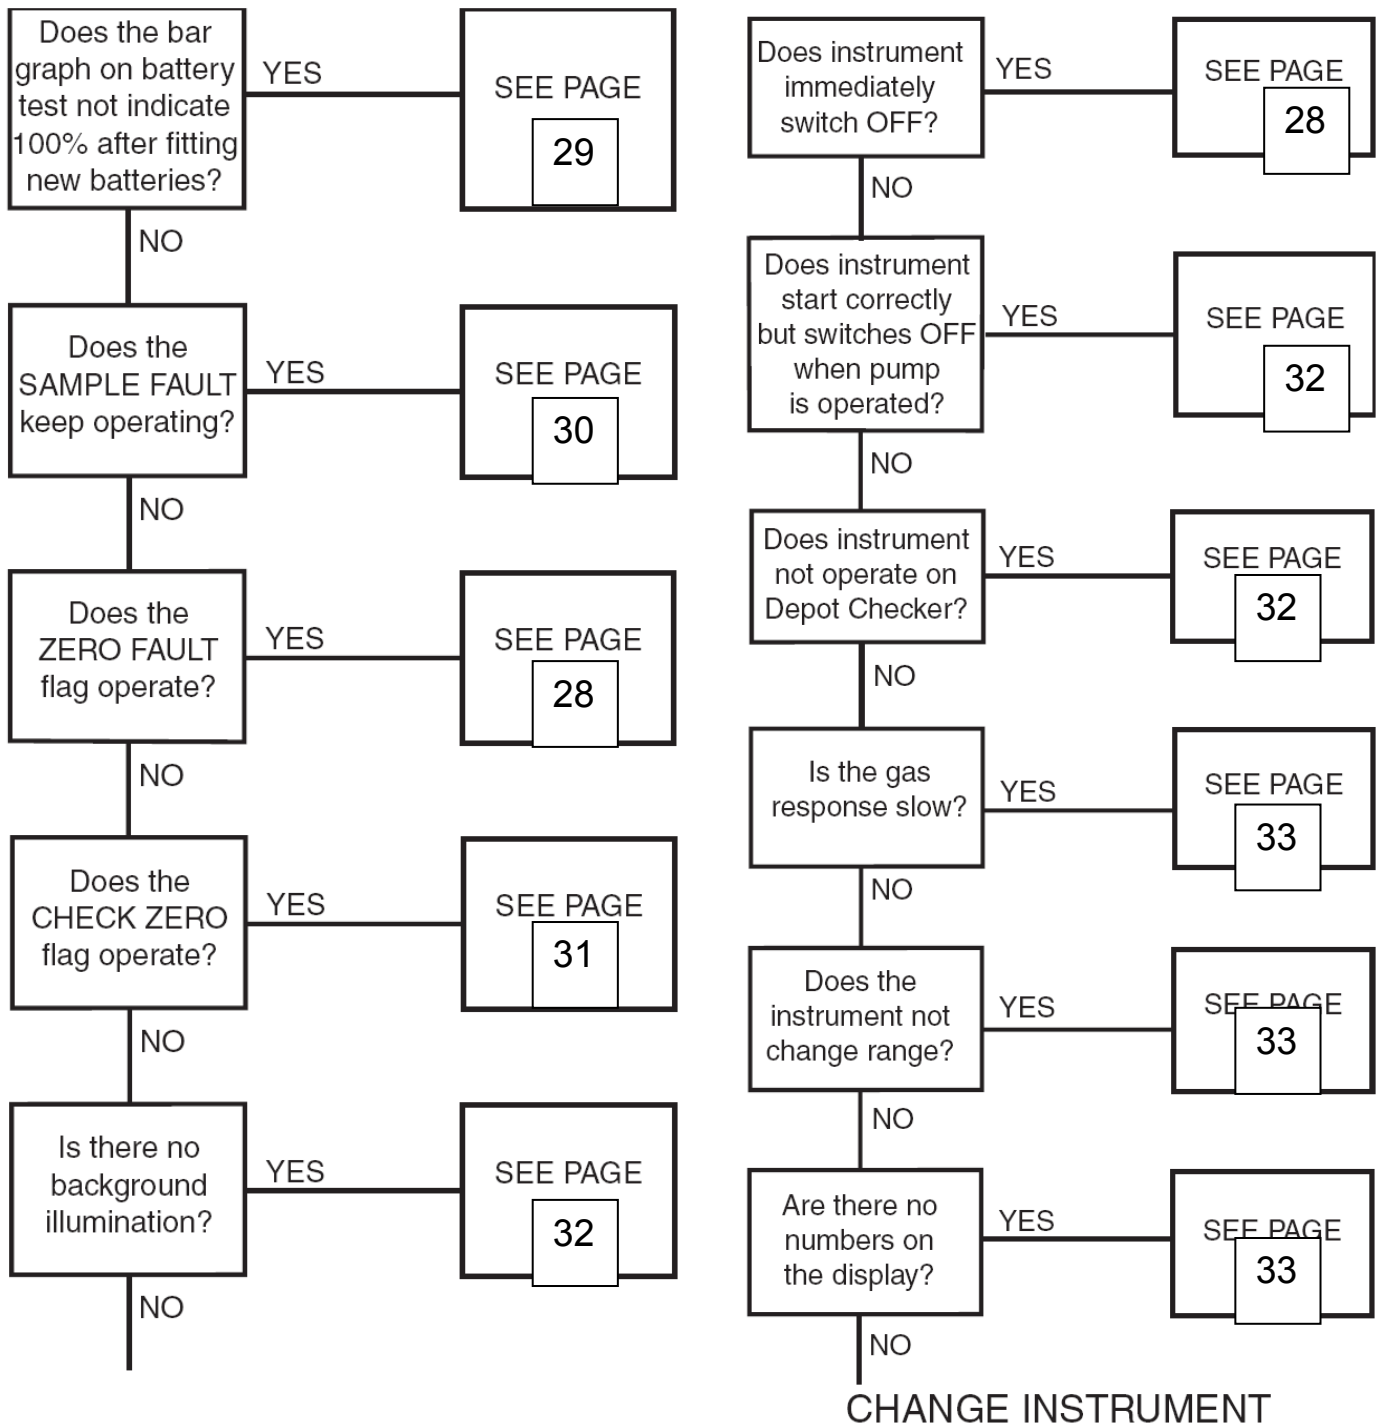 Does the bar
graph on battery
test not indicate
100% after fitting
new batteries?
YES
SEE PAGE
29
NO
Does the
SAMPLE FAULT
keep operating?
YES
SEE PAGE
30
NO
Does the
ZERO FAULT
flag operate?
YES
SEE PAGE
28
NO
Does the
CHECK ZERO
flag operate?
YES
SEE PAGE
31
NO
Is there no
background
illumination?
YES
SEE PAGE
32
NO
Does instrument
immediately
switch OFF?
YES
SEE PAGE
28
NO
Does instrument
start correctly
but switches OFF
when pump
is operated?
YES
SEE PAGE
32
NO
Does instrument
not operate on
Depot Checker?
YES
SEE PAGE
32
NO
Is the gas
response slow?
YES
SEE PAGE
33
NO
Does the
instrument not
change range?
YES
SEE PAGE
33
NO
Are there no
numbers on
the display?
YES
SEE PAGE
33
NO
CHANGE INSTRUMENT